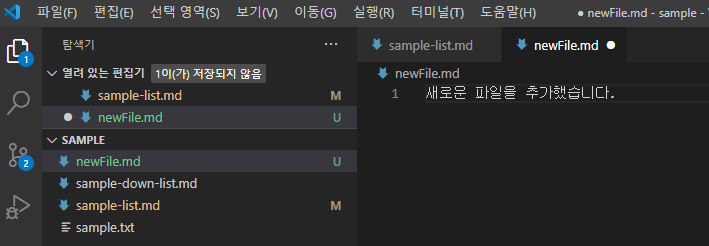 파일(F) 편집(E) 선택 영역(S) 보기(V) 이동(G) 실행(R) 터미널(T) 도움말(H) ● newFile.md - sample -
탐색기 ···
sample-list.md newFile.md ●
열려 있는 편집기 1이(가) 저장되지 않음
newFile.md
sample-list.md M
1 새로운 파일을 추가했습니다.
● newFile.md U
SAMPLE
newFile.md U
sample-down-list.md
sample-list.md M
sample.txt
1
2